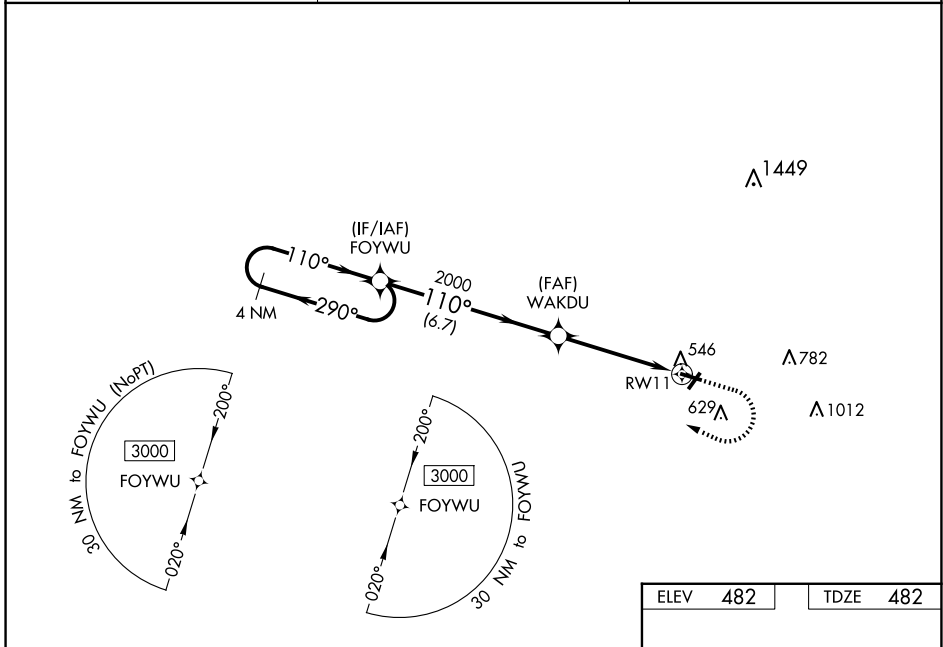 1449
(IF/IAF)
FOYWU
110°
4 NM
290°
2000
110°
(6.7)
(FAF)
WAKDU
546
RW11
782
629
1012
30 NM to FOYWU (NoPT)
200°
3000
FOYWU
020°
200°
3000
FOYWU
020°
30 NM to FOYWU
ELEV 482 TDZE 482